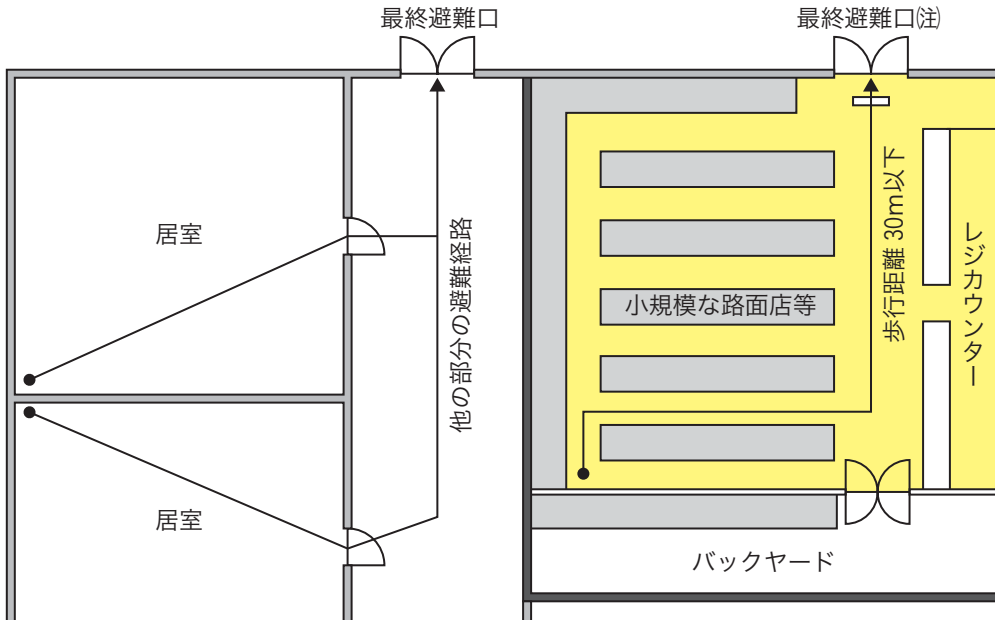 最終避難口
最終避難口(注)
居室
他の部分の避難経路
小規模な路面店等
歩行距離 30m以下
レジカウンター
居室
バックヤード